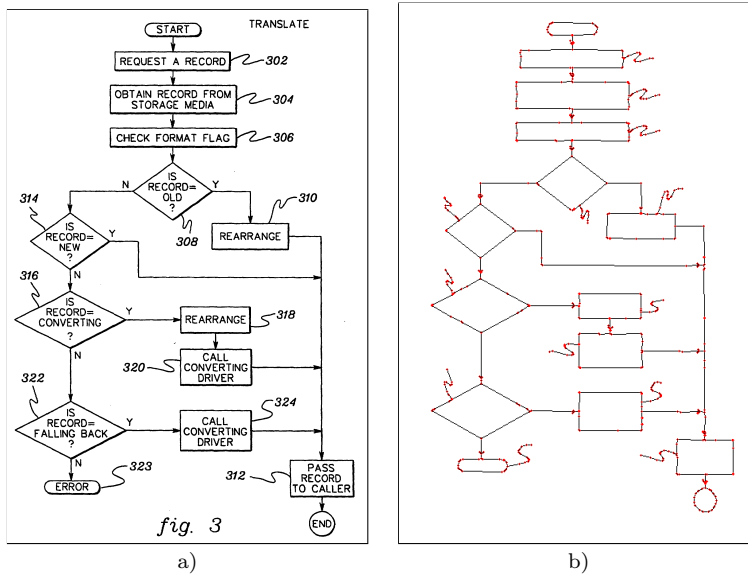 TRANSLATE
START
REQUEST A RECORD
302
OBTAIN RECORD FROM
STORAGE MEDIA
304
CHECK FORMAT FLAG
306
IS
RECORD=
OLD
?
N
Y
308
310
REARRANGE
314
IS
RECORD=
NEW
?
Y
N
316
IS
RECORD=
CONVERTING
?
Y
N
REARRANGE
318
320
CALL
CONVERTING
DRIVER
322
IS
RECORD=
FALLING BACK
?
Y
N
324
CALL
CONVERTING
DRIVER
323
ERROR
312
PASS
RECORD
TO CALLER
END
fig. 3
a)
b)